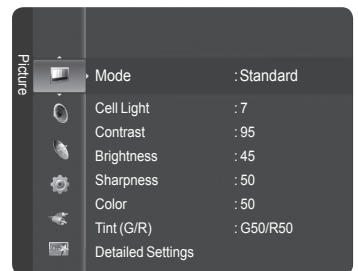 Picture
Mode : Standard
Cell Light : 7
Contrast : 95
Brightness : 45
Sharpness : 50
Color : 50
Tint (G/R) : G50/R50
Detailed Settings